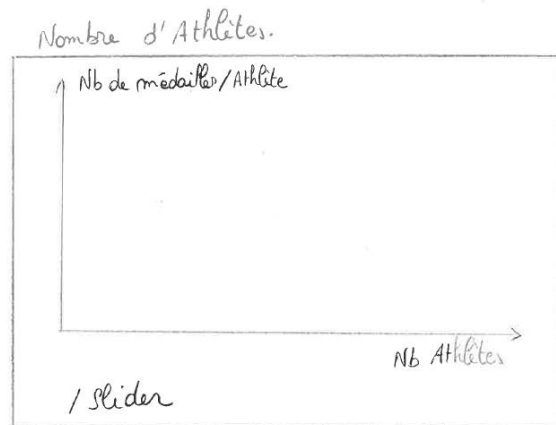 Nombre d'Athlètes.
Nb de médailles/Athlète
Nb Athlètes
/ Slider